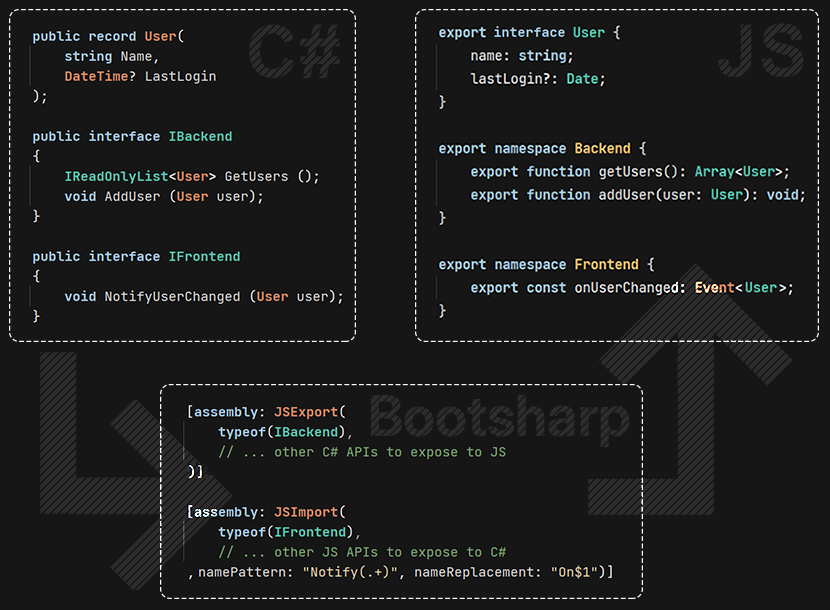 C#
public record User(
string Name,
DateTime? LastLogin
);
public interface IBackend
{
IReadOnlyList<User> GetUsers ();
void AddUser (User user);
}
public interface IFrontend
{
void NotifyUserChanged (User user);
}
JS
export interface User {
name: string;
lastLogin?: Date;
}
export namespace Backend {
export function getUsers(): Array<User>;
export function addUser(user: User): void;
}
export namespace Frontend {
export const onUserChanged: Event<User>;
}
Bootsharp
[assembly: JSExport(
typeof(IBackend),
// ... other C# APIs to expose to JS
)]
[assembly: JSImport(
typeof(IFrontend),
// ... other JS APIs to expose to C#
,namePattern: "Notify(.+)", nameReplacement: "On$1")]